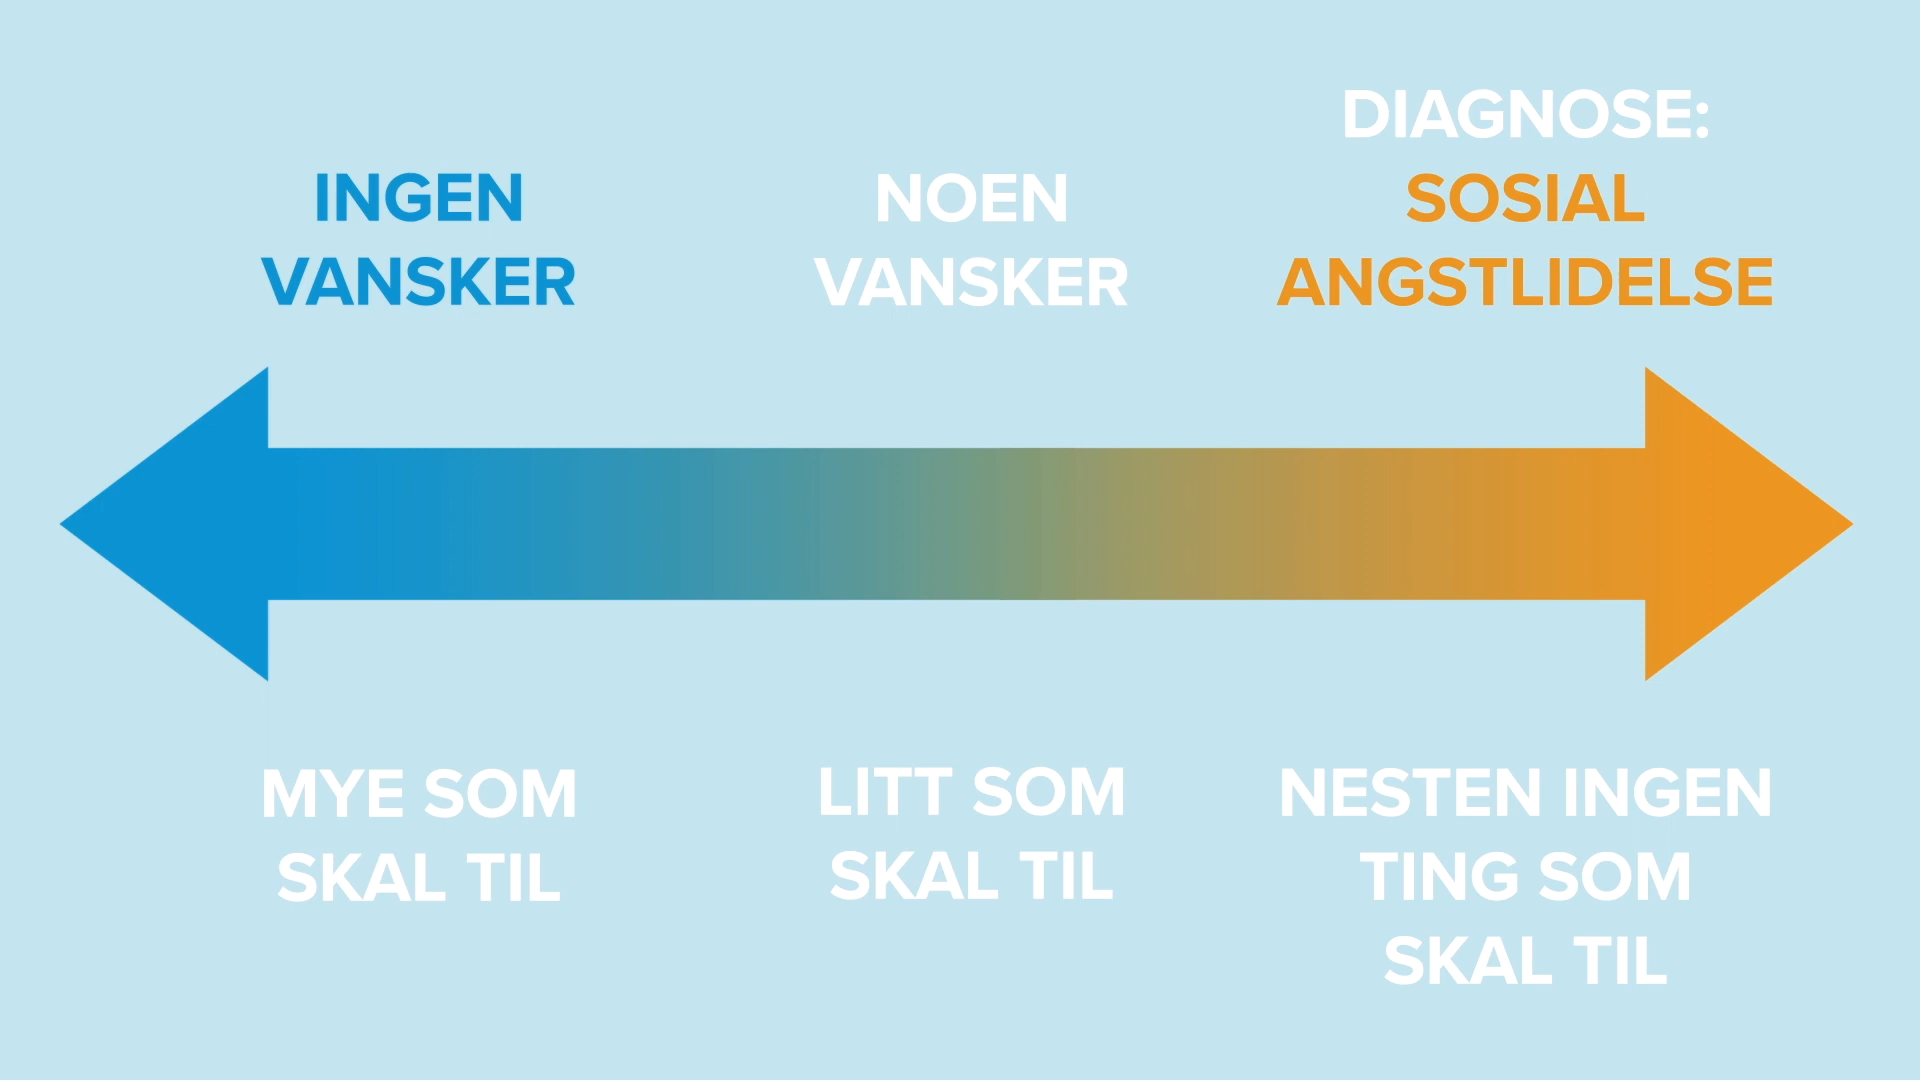 INGEN
VANSKER
NOEN
VANSKER
DIAGNOSE:
SOSIAL
ANGSTLIDELSE
MYE SOM
SKAL TIL
LITT SOM
SKAL TIL
NESTEN INGEN
TING SOM
SKAL TIL